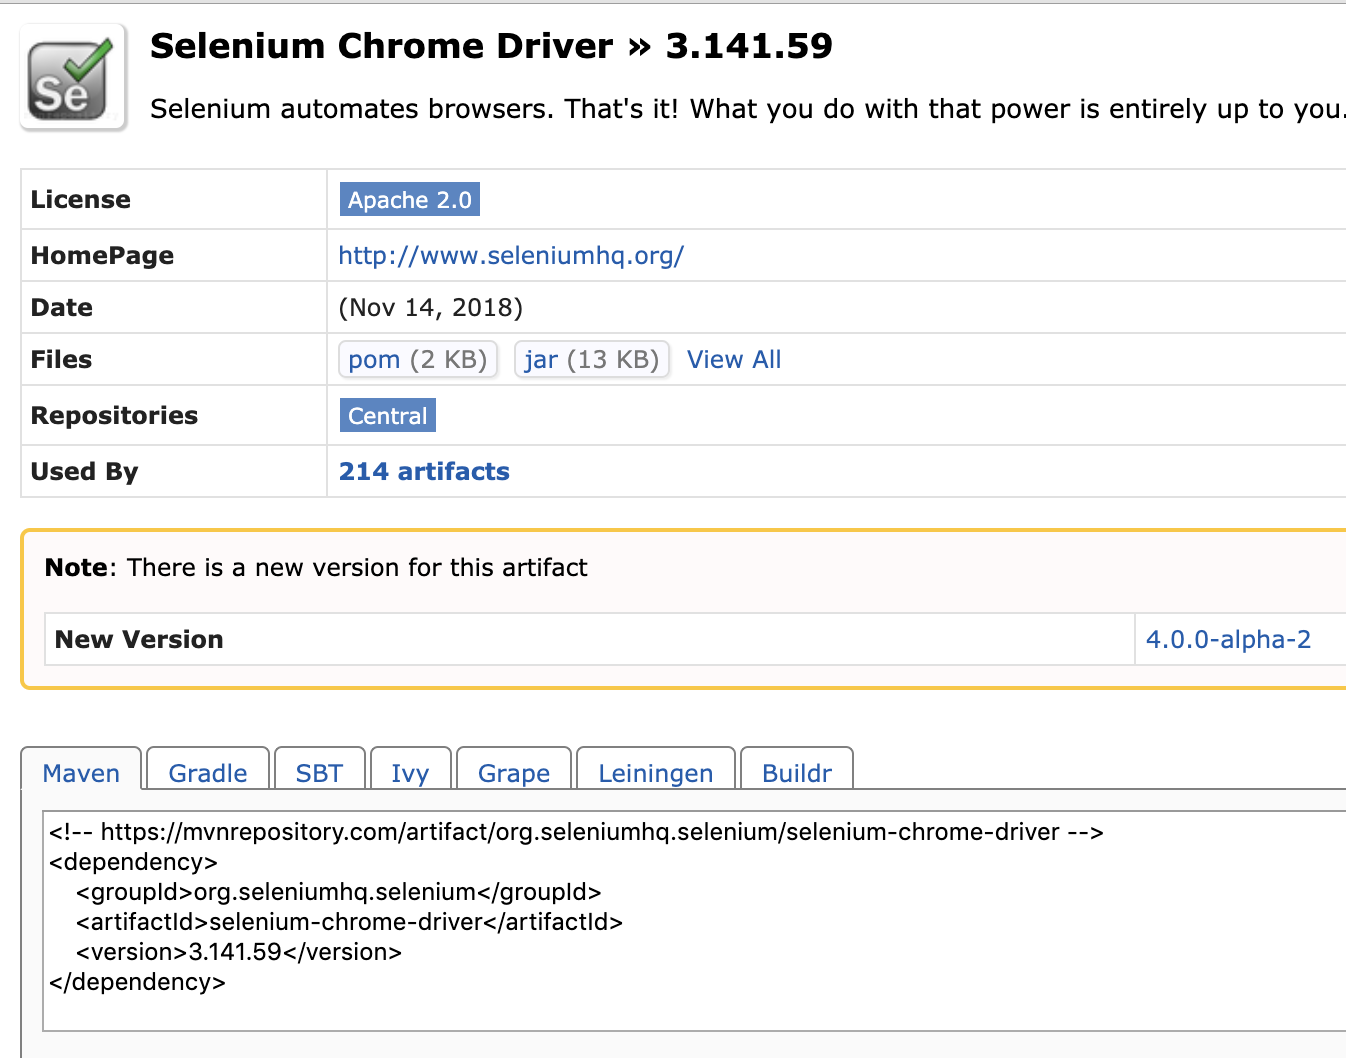 Se
Selenium Chrome Driver » 3.141.59
Selenium automates browsers. That's it! What you do with that power is entirely up to you.
License Apache 2.0
HomePage http://www.seleniumhq.org/
Date (Nov 14, 2018)
Files pom (2 KB) jar (13 KB) View All
Repositories Central
Used By 214 artifacts
Note: There is a new version for this artifact
New Version 4.0.0-alpha-2
Maven Gradle SBT Ivy Grape Leiningen Buildr
<!-- https://mvnrepository.com/artifact/org.seleniumhq.selenium/selenium-chrome-driver -->
<dependency>
    <groupId>org.seleniumhq.selenium</groupId>
    <artifactId>selenium-chrome-driver</artifactId>
    <version>3.141.59</version>
</dependency>